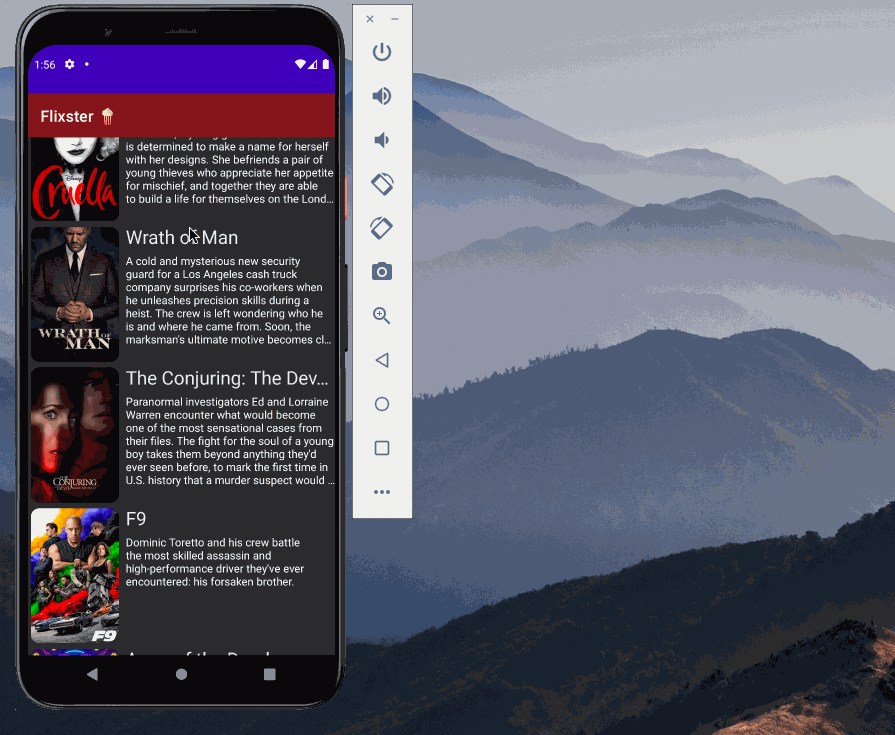 1:56
Flixster 🍿
is determined to make a name for herself
with her designs. She befriends a pair of
young thieves who appreciate her appetite
for mischief, and together they are able
to build a life for themselves on the Lond…
Disney
Cruella
Wrath of Man
A cold and mysterious new security
guard for a Los Angeles cash truck
company surprises his co-workers when
he unleashes precision skills during a
heist. The crew is left wondering who he
is and where he came from. Soon, the
marksman's ultimate motive becomes cl…
WRATH OF
MAN
The Conjuring: The Dev…
Paranormal investigators Ed and Lorraine
Warren encounter what would become
one of the most sensational cases from
their files. The fight for the soul of a young
boy takes them beyond anything they'd
ever seen before, to mark the first time in
U.S. history that a murder suspect would …
THE
CONJURING
F9
Dominic Toretto and his crew battle
the most skilled assassin and
high-performance driver they've ever
encountered: his forsaken brother.
F9